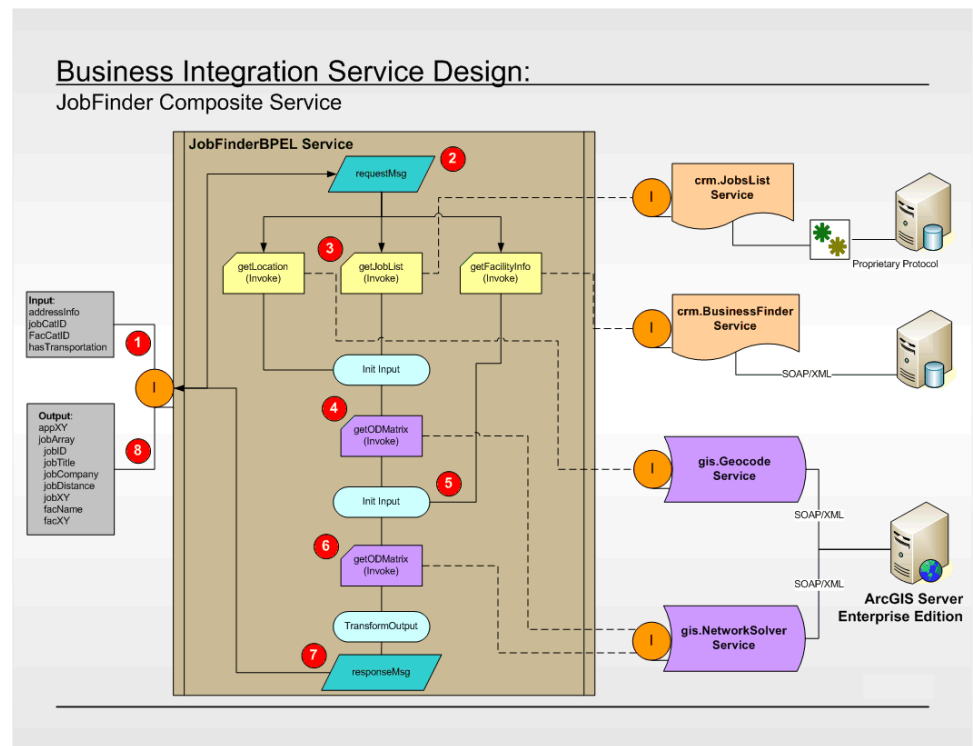 Business Integration Service Design:
JobFinder Composite Service
JobFinderBPEL Service
requestMsg
2
3
getLocation
(Invoke)
getJobList
(Invoke)
getFacilityInfo
(Invoke)
Input:
addressInfo
jobCatID
FacCatID
hasTransportation
1
I
Output:
appXY
jobArray
jobID
jobTitle
jobCompany
jobDistance
jobXY
facName
facXY
8
Init Input
4
getODMatrix
(Invoke)
5
Init Input
6
getODMatrix
(Invoke)
TransformOutput
7
responseMsg
I
crm.JobsList
Service
Proprietary Protocol
I
crm.BusinessFinder
Service
SOAP/XML
I
gis.Geocode
Service
SOAP/XML
SOAP/XML
ArcGIS Server
Enterprise Edition
I
gis.NetworkSolver
Service